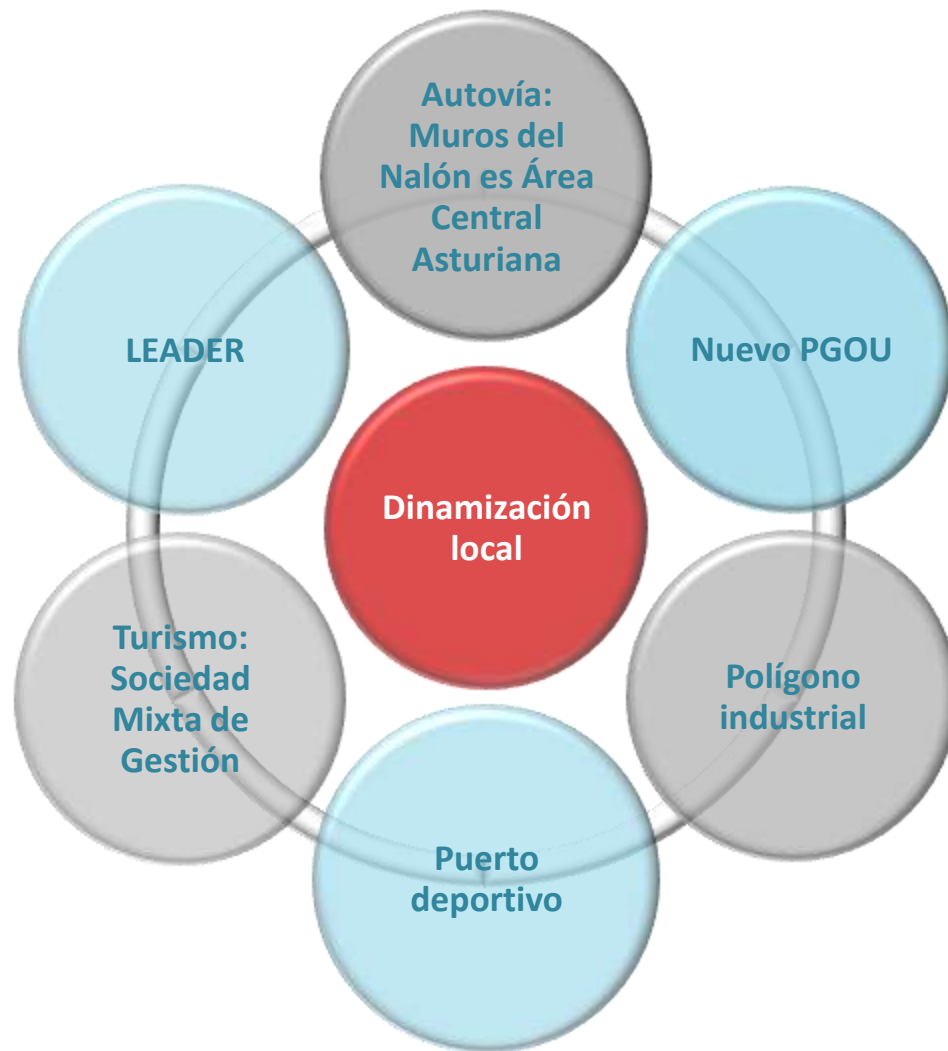 Autovía:
Muros del
Nalón es Área
Central
Asturiana
LEADER
Nuevo PGOU
Dinamización
local
Turismo:
Sociedad
Mixta de
Gestión
Polígono
industrial
Puerto
deportivo